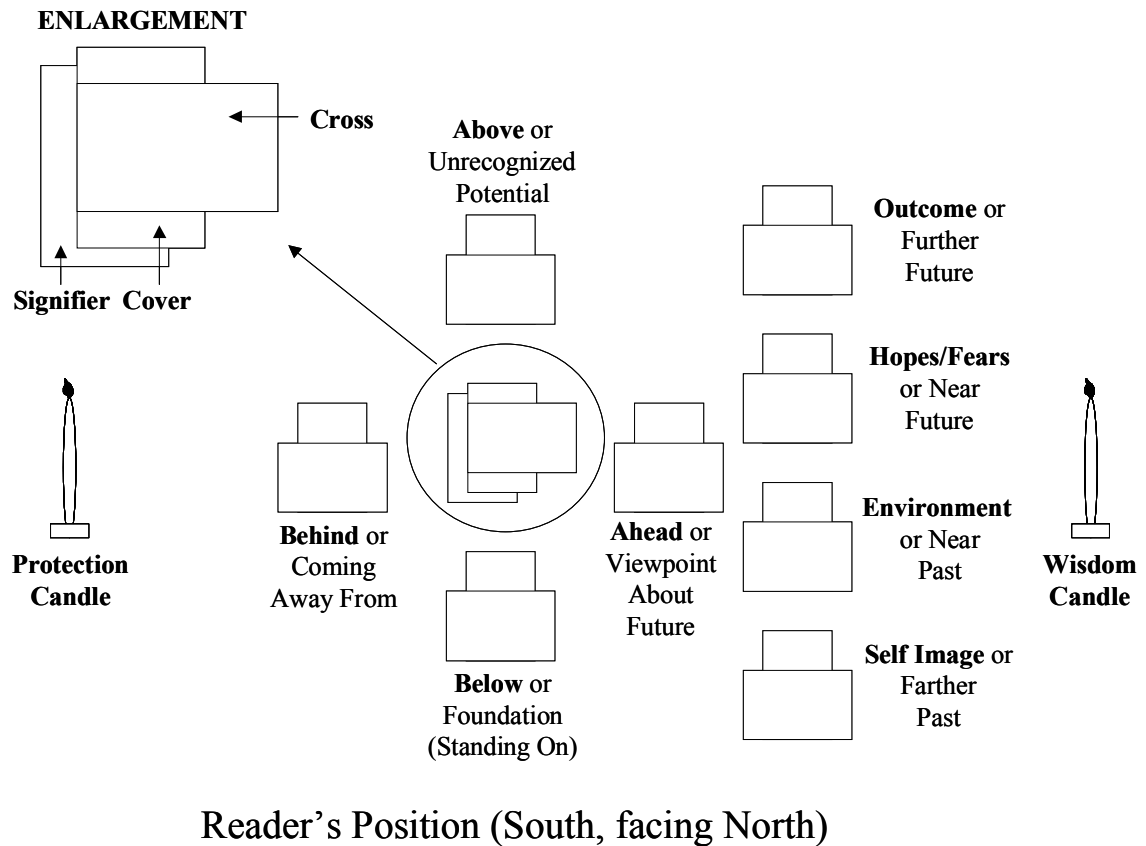 ENLARGEMENT
Cross
Signifier Cover
Above or
Unrecognized
Potential
Outcome or
Further
Future
Hopes/Fears
or Near
Future
Protection
Candle
Behind or
Coming
Away From
Ahead or
Viewpoint
About
Future
Environment
or Near
Past
Wisdom
Candle
Below or
Foundation
(Standing On)
Self Image or
Farther
Past
Reader’s Position (South, facing North)